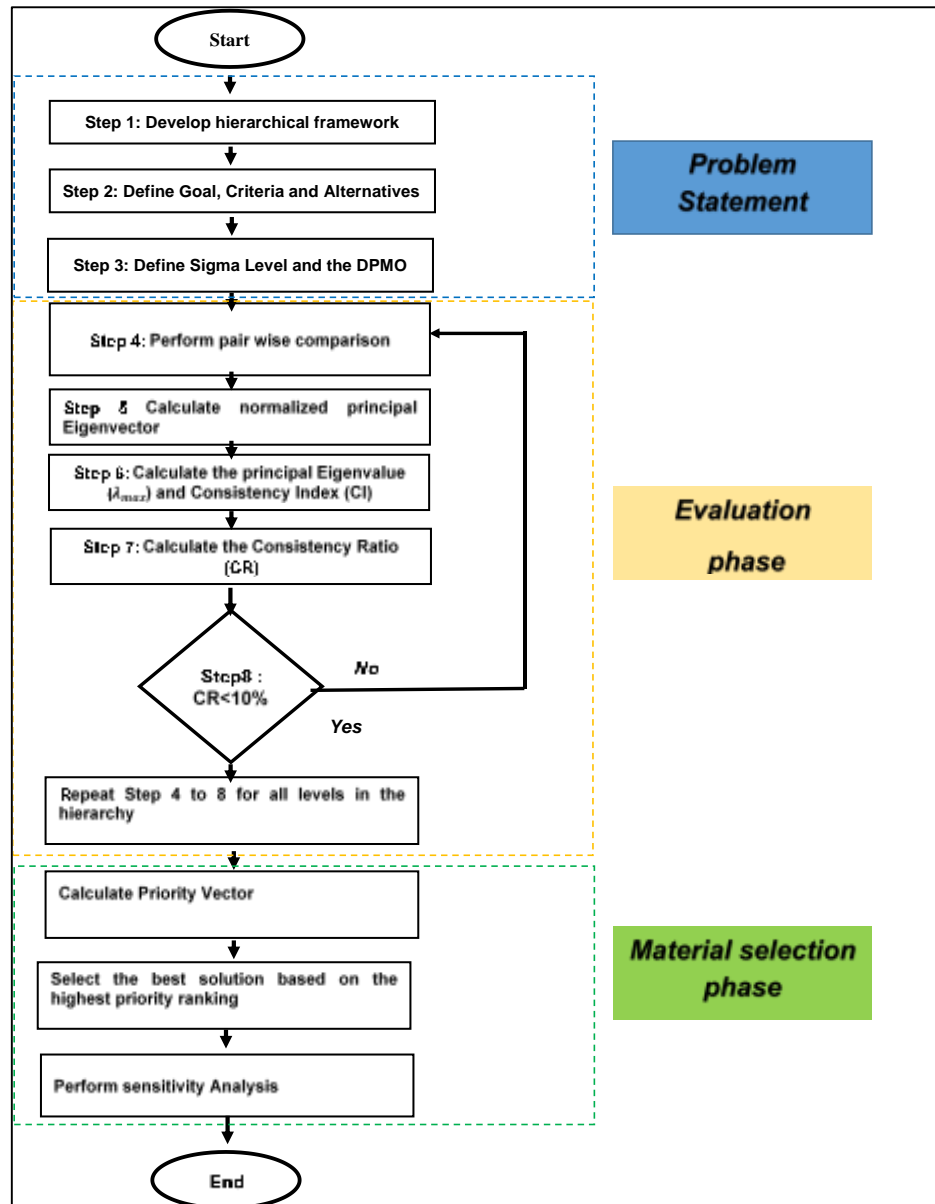 Start
Step 1: Develop hierarchical framework
Step 2: Define Goal, Criteria and Alternatives
Step 3: Define Sigma Level and the DPMO
Problem
Statement
Step 4: Perform pair wise comparison
Step 5 Calculate normalized principal
Eigenvector
Step 6: Calculate the principal Eigenvalue
(λmax) and Consistency Index (CI)
Step 7: Calculate the Consistency Ratio
(CR)
Step8 :
CR<10%
No
Yes
Repeat Step 4 to 8 for all levels in the
hierarchy
Evaluation
phase
Calculate Priority Vector
Select the best solution based on the
highest priority ranking
Perform sensitivity Analysis
Material selection
phase
End